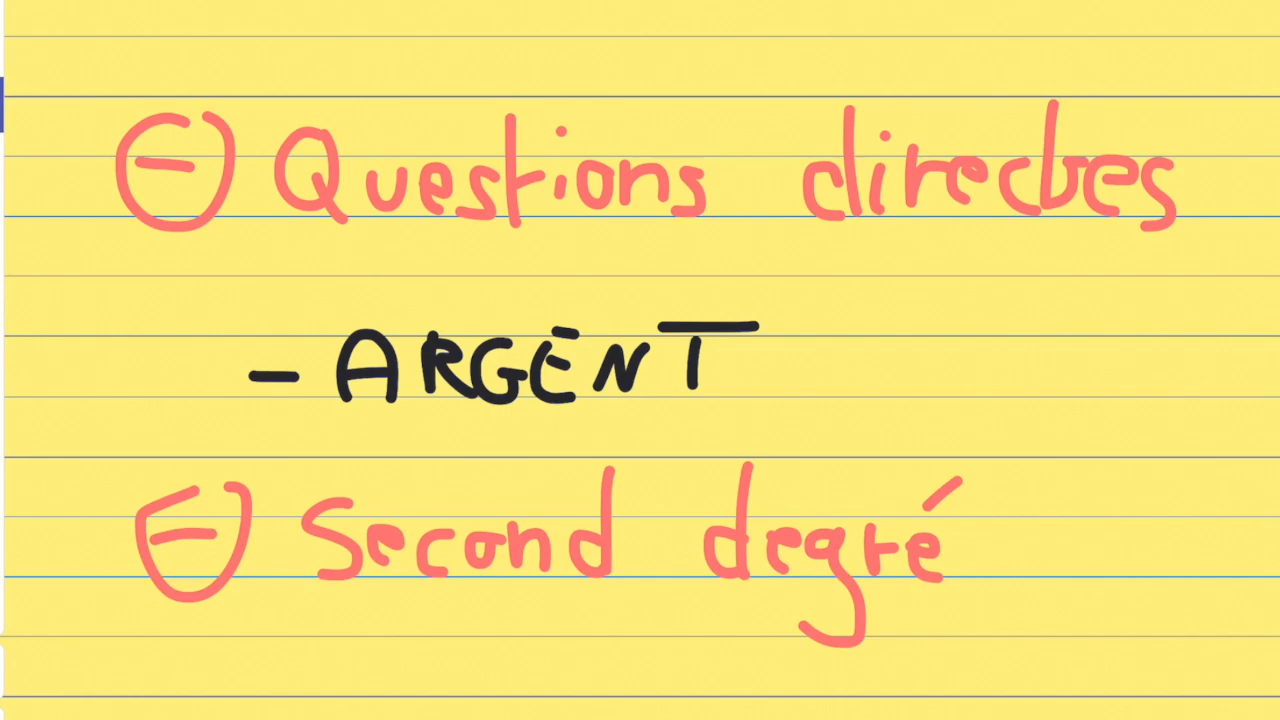 ⊖ Questions directes
- ARGENT
⊖ Second degré